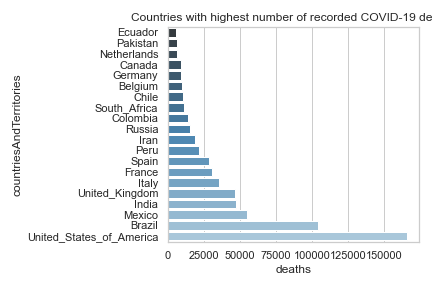 Countries with highest number of recorded COVID-19 de
countriesAndTerritories
Ecuador
Pakistan
Netherlands
Canada
Germany
Belgium
Chile
South_Africa
Colombia
Russia
Iran
Peru
Spain
France
Italy
United_Kingdom
India
Mexico
Brazil
United_States_of_America
0 25000 50000 75000 100000 125000 150000
deaths